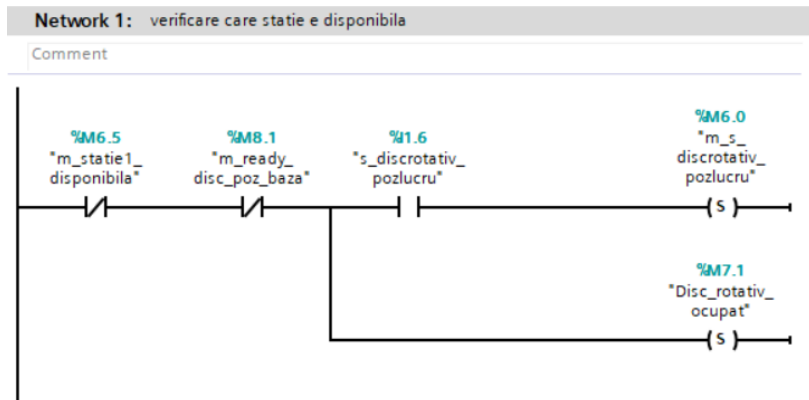 Network 1: verificare care statie e disponibila
Comment
%M6.5
"m_statie1_
disponibila"
%M8.1
"m_ready_
disc_poz_baza"
%I1.6
"s_discrotativ_
pozlucru"
%M6.0
"m_s_
discrotativ_
pozlucru"
S
%M7.1
"Disc_rotativ_
ocupat"
S